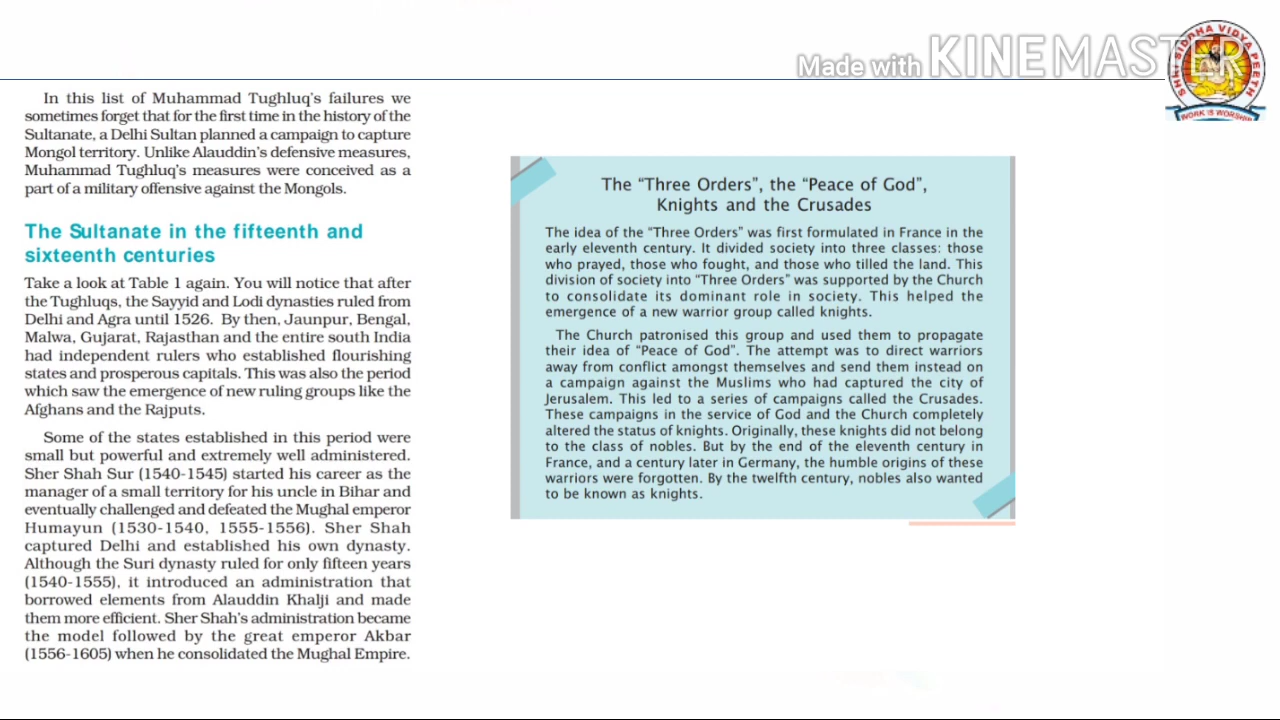 Made with KINEMASTER
SHRI SIDDHA VIDYA PEETH
WORK IS WORSHIP
In this list of Muhammad Tughluq's failures we
sometimes forget that for the first time in the history of the
Sultanate, a Delhi Sultan planned a campaign to capture
Mongol territory. Unlike Alauddin's defensive measures,
Muhammad Tughluq's measures were conceived as a
part of a military offensive against the Mongols.
The Sultanate in the fifteenth and
sixteenth centuries
Take a look at Table 1 again. You will notice that after
the Tughluqs, the Sayyid and Lodi dynasties ruled from
Delhi and Agra until 1526. By then, Jaunpur, Bengal,
Malwa, Gujarat, Rajasthan and the entire south India
had independent rulers who established flourishing
states and prosperous capitals. This was also the period
which saw the emergence of new ruling groups like the
Afghans and the Rajputs.
Some of the states established in this period were
small but powerful and extremely well administered.
Sher Shah Sur (1540-1545) started his career as the
manager of a small territory for his uncle in Bihar and
eventually challenged and defeated the Mughal emperor
Humayun (1530-1540, 1555-1556). Sher Shah
captured Delhi and established his own dynasty.
Although the Suri dynasty ruled for only fifteen years
(1540-1555), it introduced an administration that
borrowed elements from Alauddin Khalji and made
them more efficient. Sher Shah's administration became
the model followed by the great emperor Akbar
(1556-1605) when he consolidated the Mughal Empire.
The "Three Orders", the "Peace of God",
Knights and the Crusades
The idea of the "Three Orders" was first formulated in France in the
early eleventh century. It divided society into three classes: those
who prayed, those who fought, and those who tilled the land. This
division of society into "Three Orders" was supported by the Church
to consolidate its dominant role in society. This helped the
emergence of a new warrior group called knights.
The Church patronised this group and used them to propagate
their idea of "Peace of God". The attempt was to direct warriors
away from conflict amongst themselves and send them instead on
a campaign against the Muslims who had captured the city of
Jerusalem. This led to a series of campaigns called the Crusades.
These campaigns in the service of God and the Church completely
altered the status of knights. Originally, these knights did not belong
to the class of nobles. But by the end of the eleventh century in
France, and a century later in Germany, the humble origins of these
warriors were forgotten. By the twelfth century, nobles also wanted
to be known as knights.